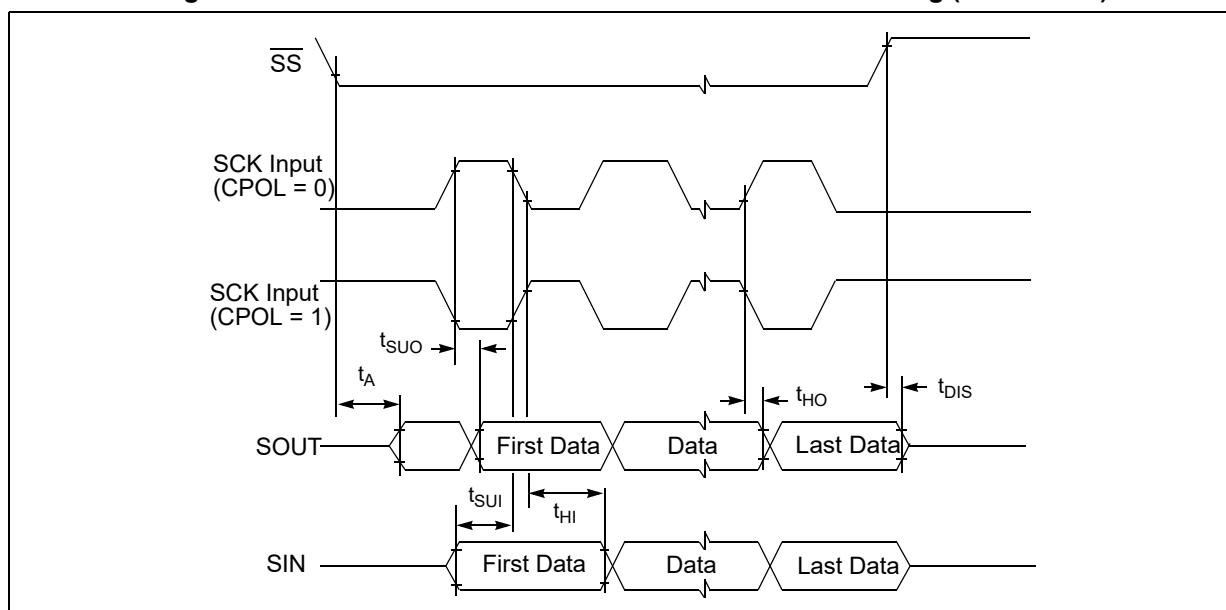 SS
SCK Input
(CPOL = 0)
SCK Input
(CPOL = 1)
tSUO
tA
tHO
tDIS
SOUT
First Data
Data
Last Data
tSUI
tHI
SIN
First Data
Data
Last Data